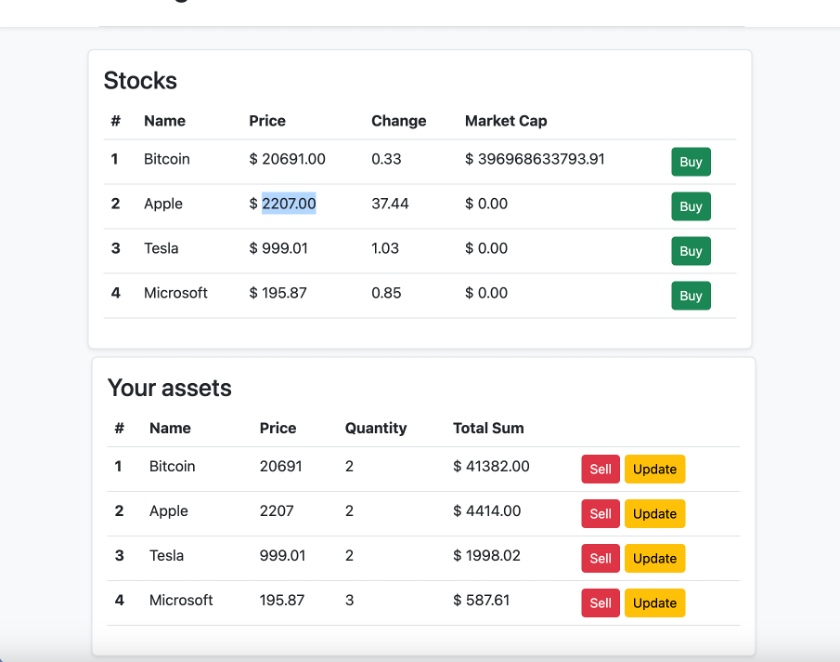 Stocks
# Name Price Change Market Cap
1 Bitcoin $ 20691.00 0.33 $ 396968633793.91 Buy
2 Apple $ 2207.00 37.44 $ 0.00 Buy
3 Tesla $ 999.01 1.03 $ 0.00 Buy
4 Microsoft $ 195.87 0.85 $ 0.00 Buy
Your assets
# Name Price Quantity Total Sum
1 Bitcoin 20691 2 $ 41382.00 Sell Update
2 Apple 2207 2 $ 4414.00 Sell Update
3 Tesla 999.01 2 $ 1998.02 Sell Update
4 Microsoft 195.87 3 $ 587.61 Sell Update